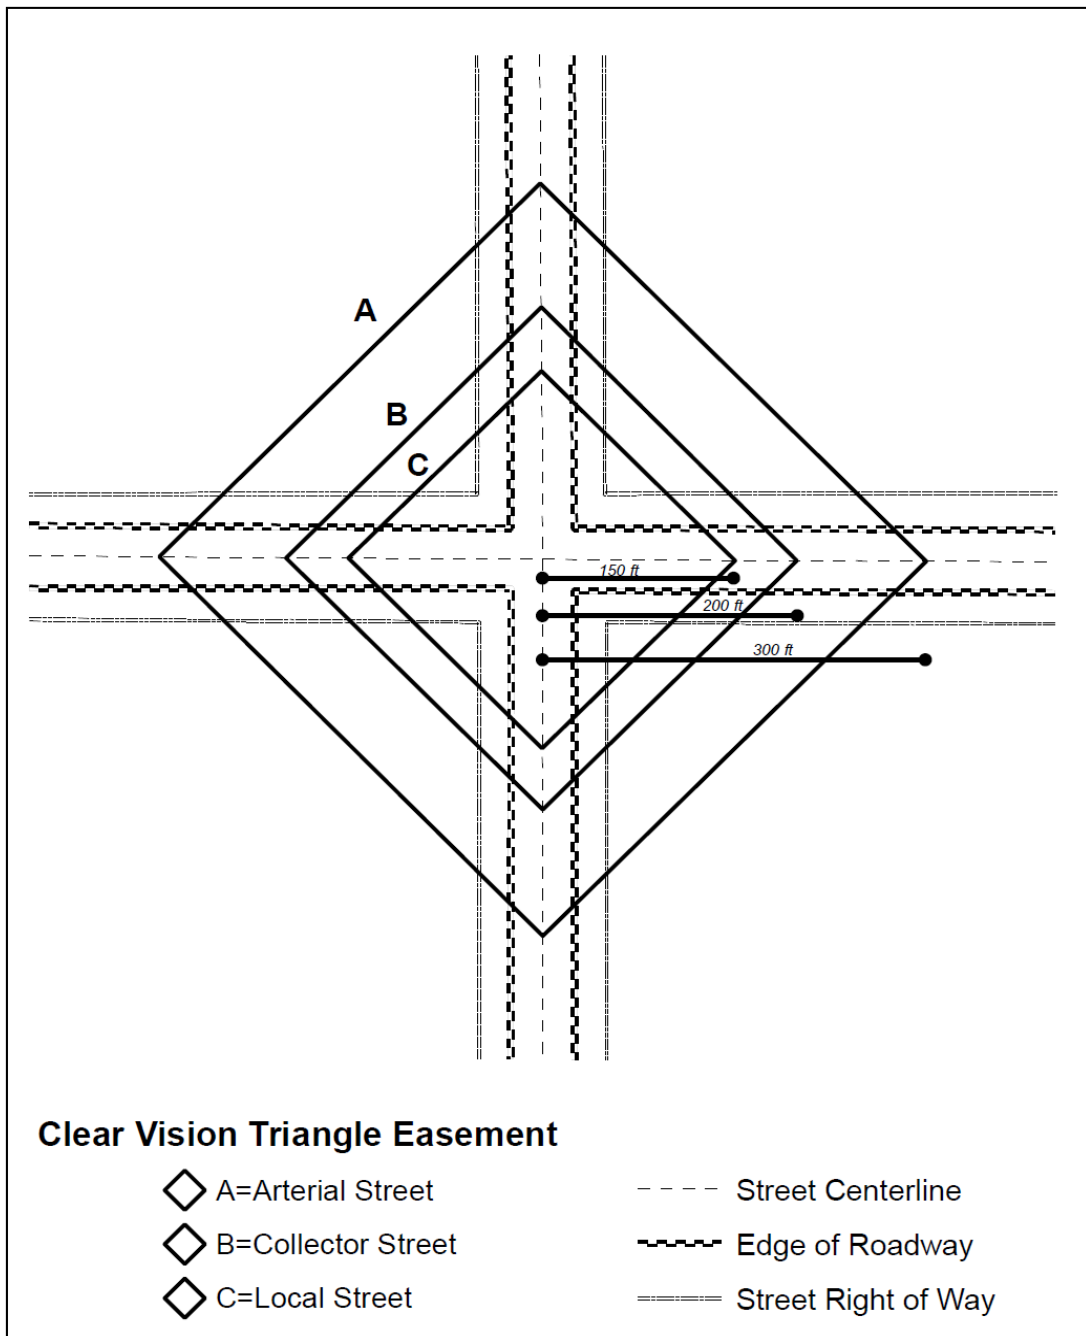 A
B
C
150 ft
200 ft
300 ft
Clear Vision Triangle Easement
A=Arterial Street
B=Collector Street
C=Local Street
Street Centerline
Edge of Roadway
Street Right of Way